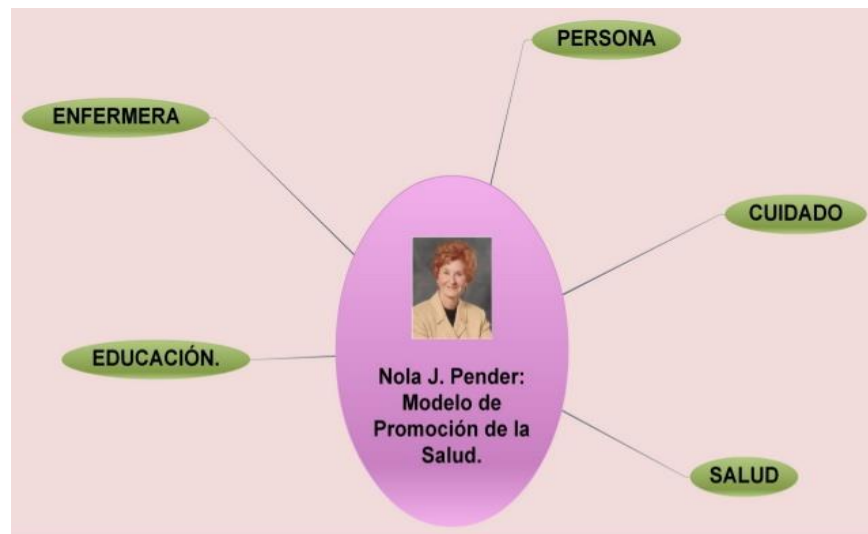 PERSONA
ENFERMERA
CUIDADO
EDUCACIÓN.
Nola J. Pender:
Modelo de
Promoción de la
Salud.
SALUD